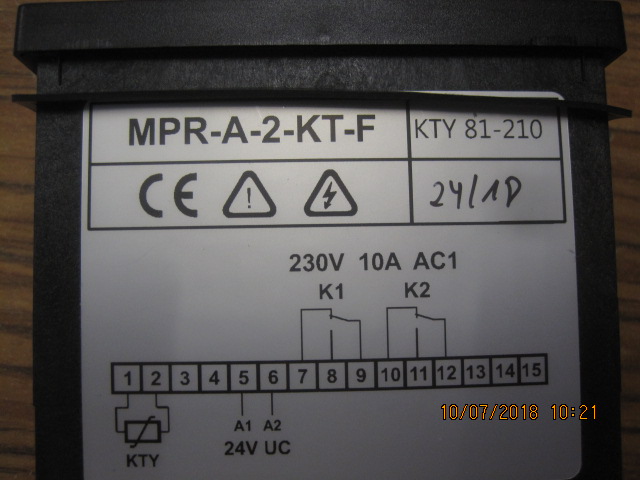 MPR-A-2-KT-F
KTY 81-210
CE
24/1D
230V 10A AC1
K1 K2
1 2 3 4 5 6 7 8 9 10 11 12 13 14 15
A1 A2
KTY
24V UC
10/07/2018 10:21